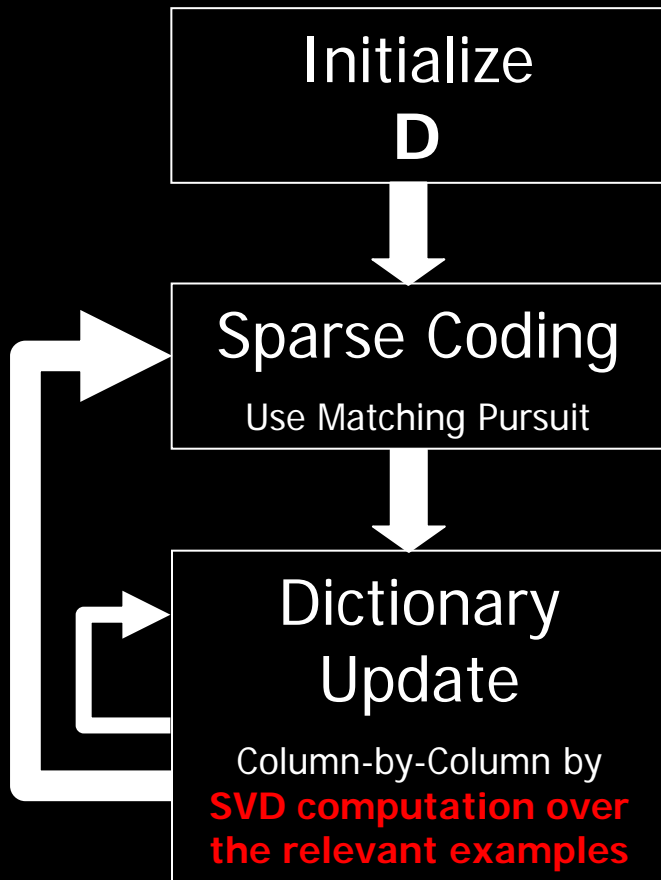 Initialize
D
Sparse Coding
Use Matching Pursuit
Dictionary
Update
Column-by-Column by
SVD computation over
the relevant examples